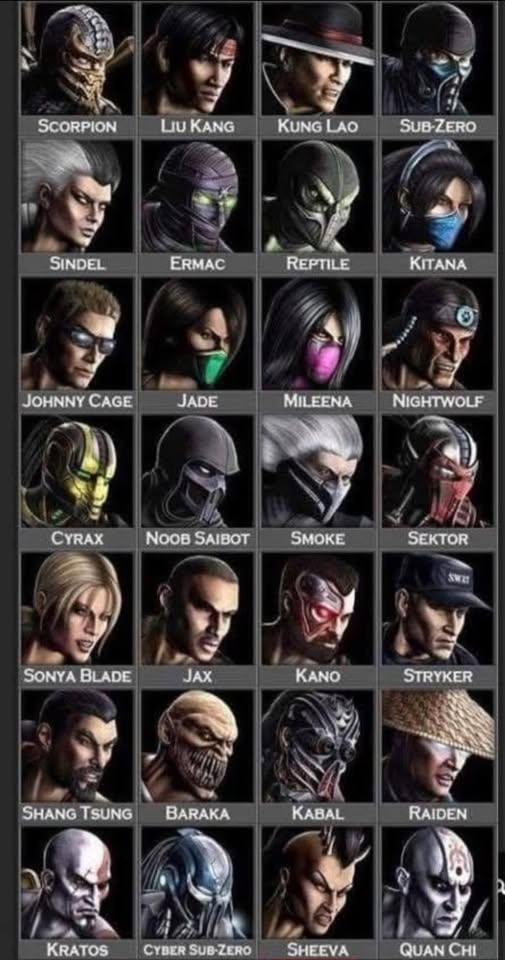 SCORPION LIU KANG KUNG LAO SUB-ZERO
SINDEL ERMAC REPTILE KITANA
JOHNNY CAGE JADE MILEENA NIGHTWOLF
CYRAX NOOB SAIBOT SMOKE SEKTOR
SWAT
SONYA BLADE JAX KANO STRYKER
SHANG TSUNG BARAKA KABAL RAIDEN
KRATOS CYBER SUB-ZERO SHEEVA QUAN CHI